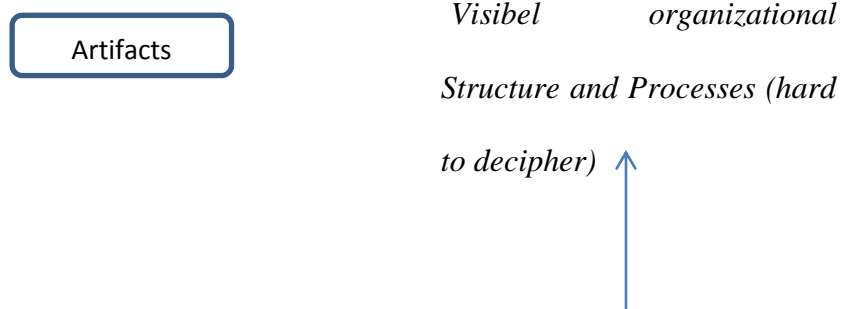 Artifacts
Visibel organizational
Structure and Processes (hard
to decipher)